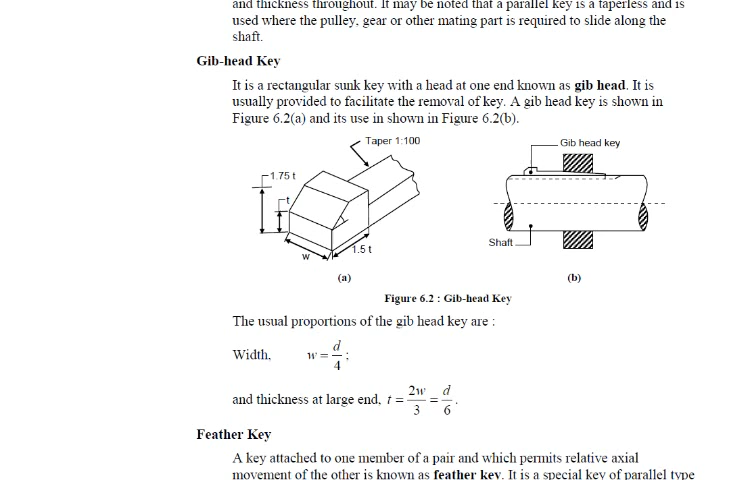 and thickness throughout. It may be noted that a parallel key is a taperless and is
used where the pulley, gear or other mating part is required to slide along the
shaft.
Gib-head Key
It is a rectangular sunk key with a head at one end known as gib head. It is
usually provided to facilitate the removal of key. A gib head key is shown in
Figure 6.2(a) and its use in shown in Figure 6.2(b).
Taper 1:100
1.75 t
t
w
1.5 t
(a)
Gib head key
Shaft
(b)
Figure 6.2 : Gib-head Key
The usual proportions of the gib head key are :
Width, w = d/4 ;
and thickness at large end, t = 2w/3 = d/6 .
Feather Key
A key attached to one member of a pair and which permits relative axial
movement of the other is known as feather key. It is a special key of parallel type